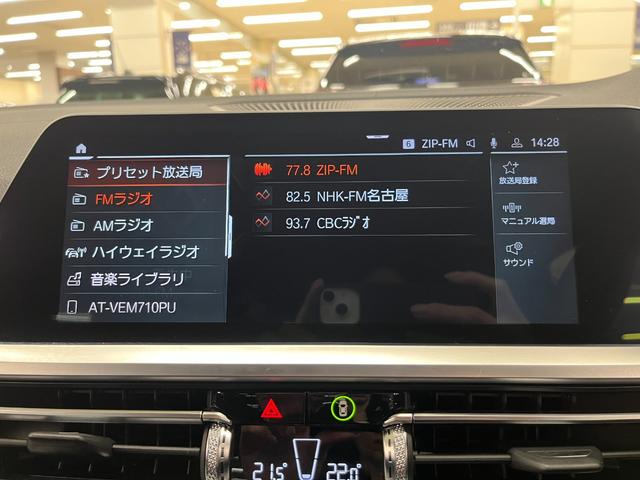 6 ZIP-FM 14:28
プリセット放送局
FMラジオ
AMラジオ
ハイウェイラジオ
音楽ライブラリ
AT-VEM710PU
77.8 ZIP-FM
82.5 NHK-FM名古屋
93.7 CBCラジオ
放送局登録
マニュアル選局
サウンド
21.5° 22.0°